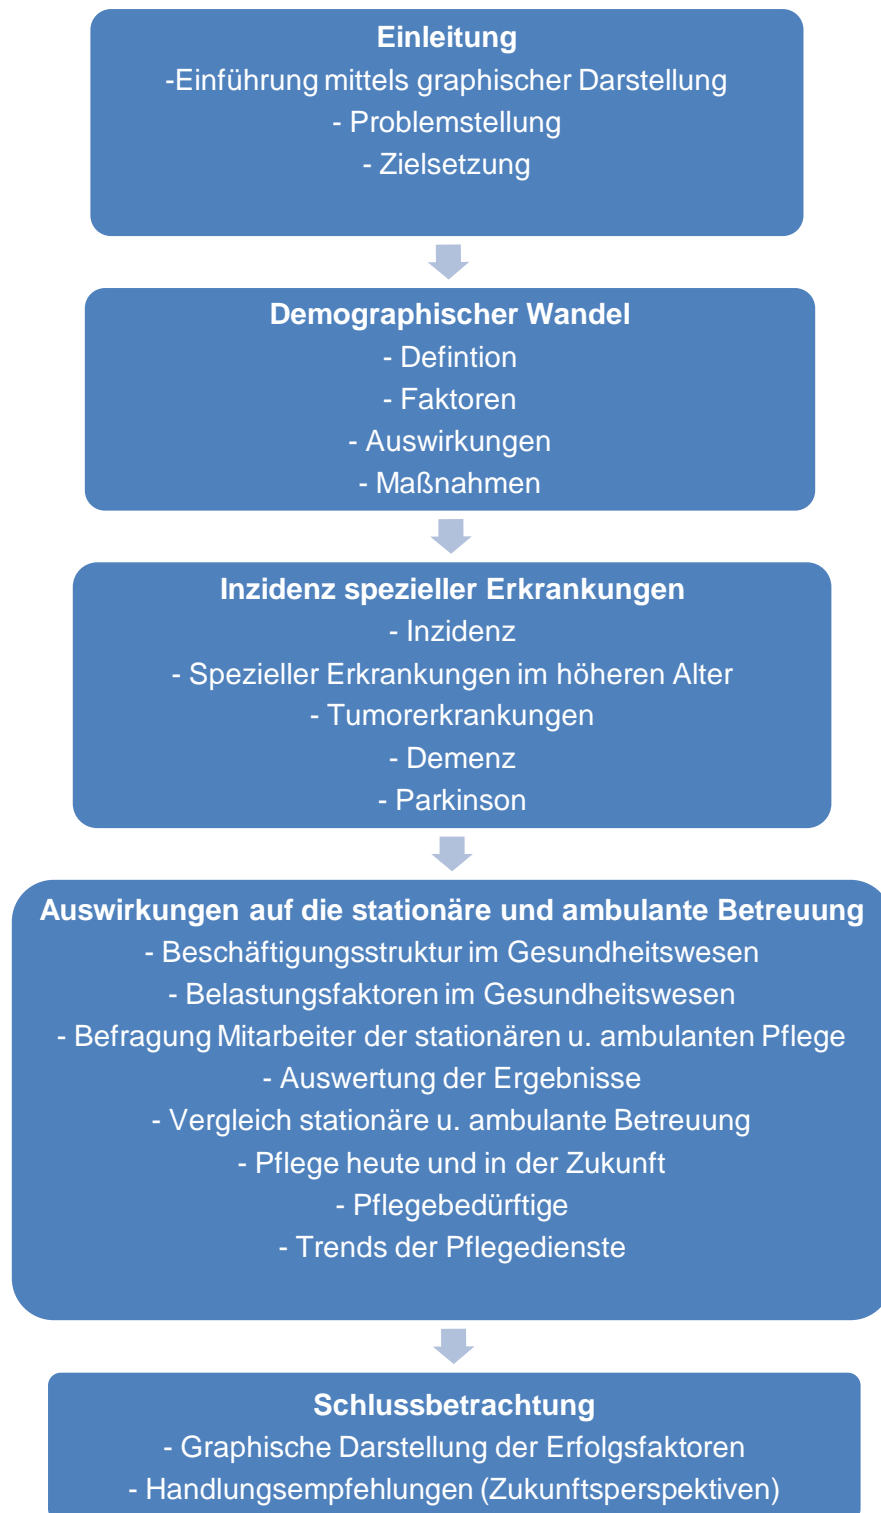 Einleitung
-Einführung mittels graphischer Darstellung
- Problemstellung
- Zielsetzung
Demographischer Wandel
- Defintion
- Faktoren
- Auswirkungen
- Maßnahmen
Inzidenz spezieller Erkrankungen
- Inzidenz
- Spezieller Erkrankungen im höheren Alter
- Tumorerkrankungen
- Demenz
- Parkinson
Auswirkungen auf die stationäre und ambulante Betreuung
- Beschäftigungsstruktur im Gesundheitswesen
- Belastungsfaktoren im Gesundheitswesen
- Befragung Mitarbeiter der stationären u. ambulanten Pflege
- Auswertung der Ergebnisse
- Vergleich stationäre u. ambulante Betreuung
- Pflege heute und in der Zukunft
- Pflegebedürftige
- Trends der Pflegedienste
Schlussbetrachtung
- Graphische Darstellung der Erfolgsfaktoren
- Handlungsempfehlungen (Zukunftsperspektiven)